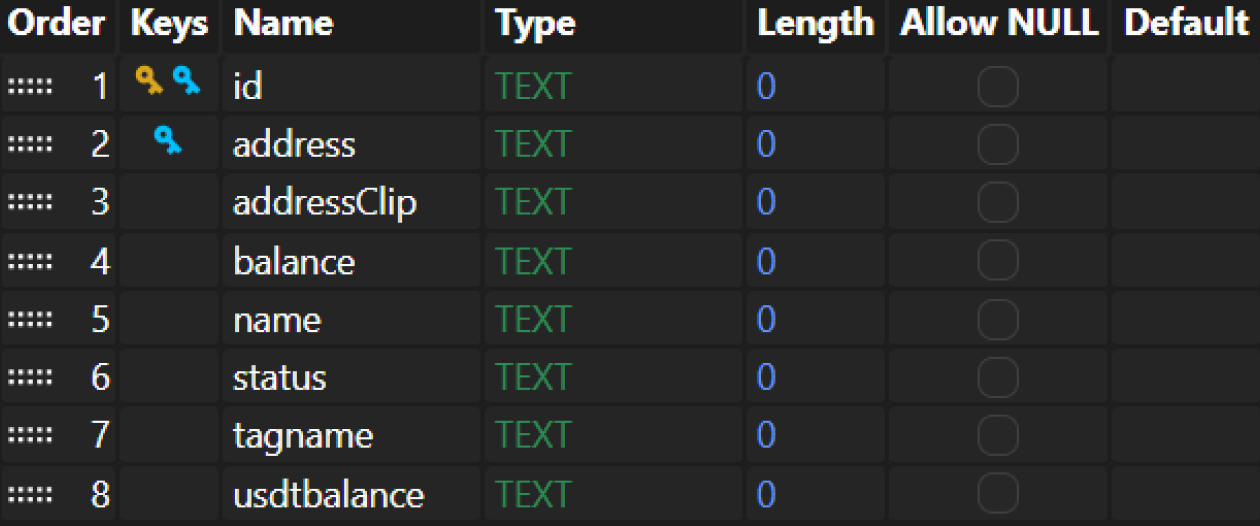 Order Keys Name Type Length Allow NULL Default
1 id TEXT 0
2 address TEXT 0
3 addressClip TEXT 0
4 balance TEXT 0
5 name TEXT 0
6 status TEXT 0
7 tagname TEXT 0
8 usdtbalance TEXT 0